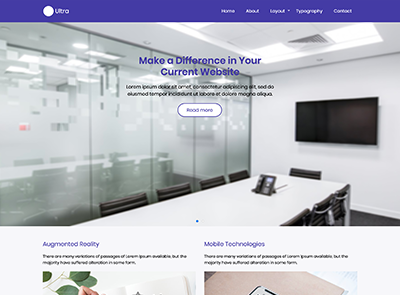 Ultra
Home About Layout Typography Contact
Make a Difference in Your
Current Website
Lorem ipsum dolor sit amet, consectetur adipiscing elit, sed do
eiusmod tempor incididunt ut labore et dolore magna aliqua.
Read more
Augmented Reality
There are many variations of passages of Lorem Ipsum available, but the
majority have suffered alteration in some form.
Mobile Technologies
There are many variations of passages of Lorem Ipsum available, but the
majority have suffered alteration in some form.